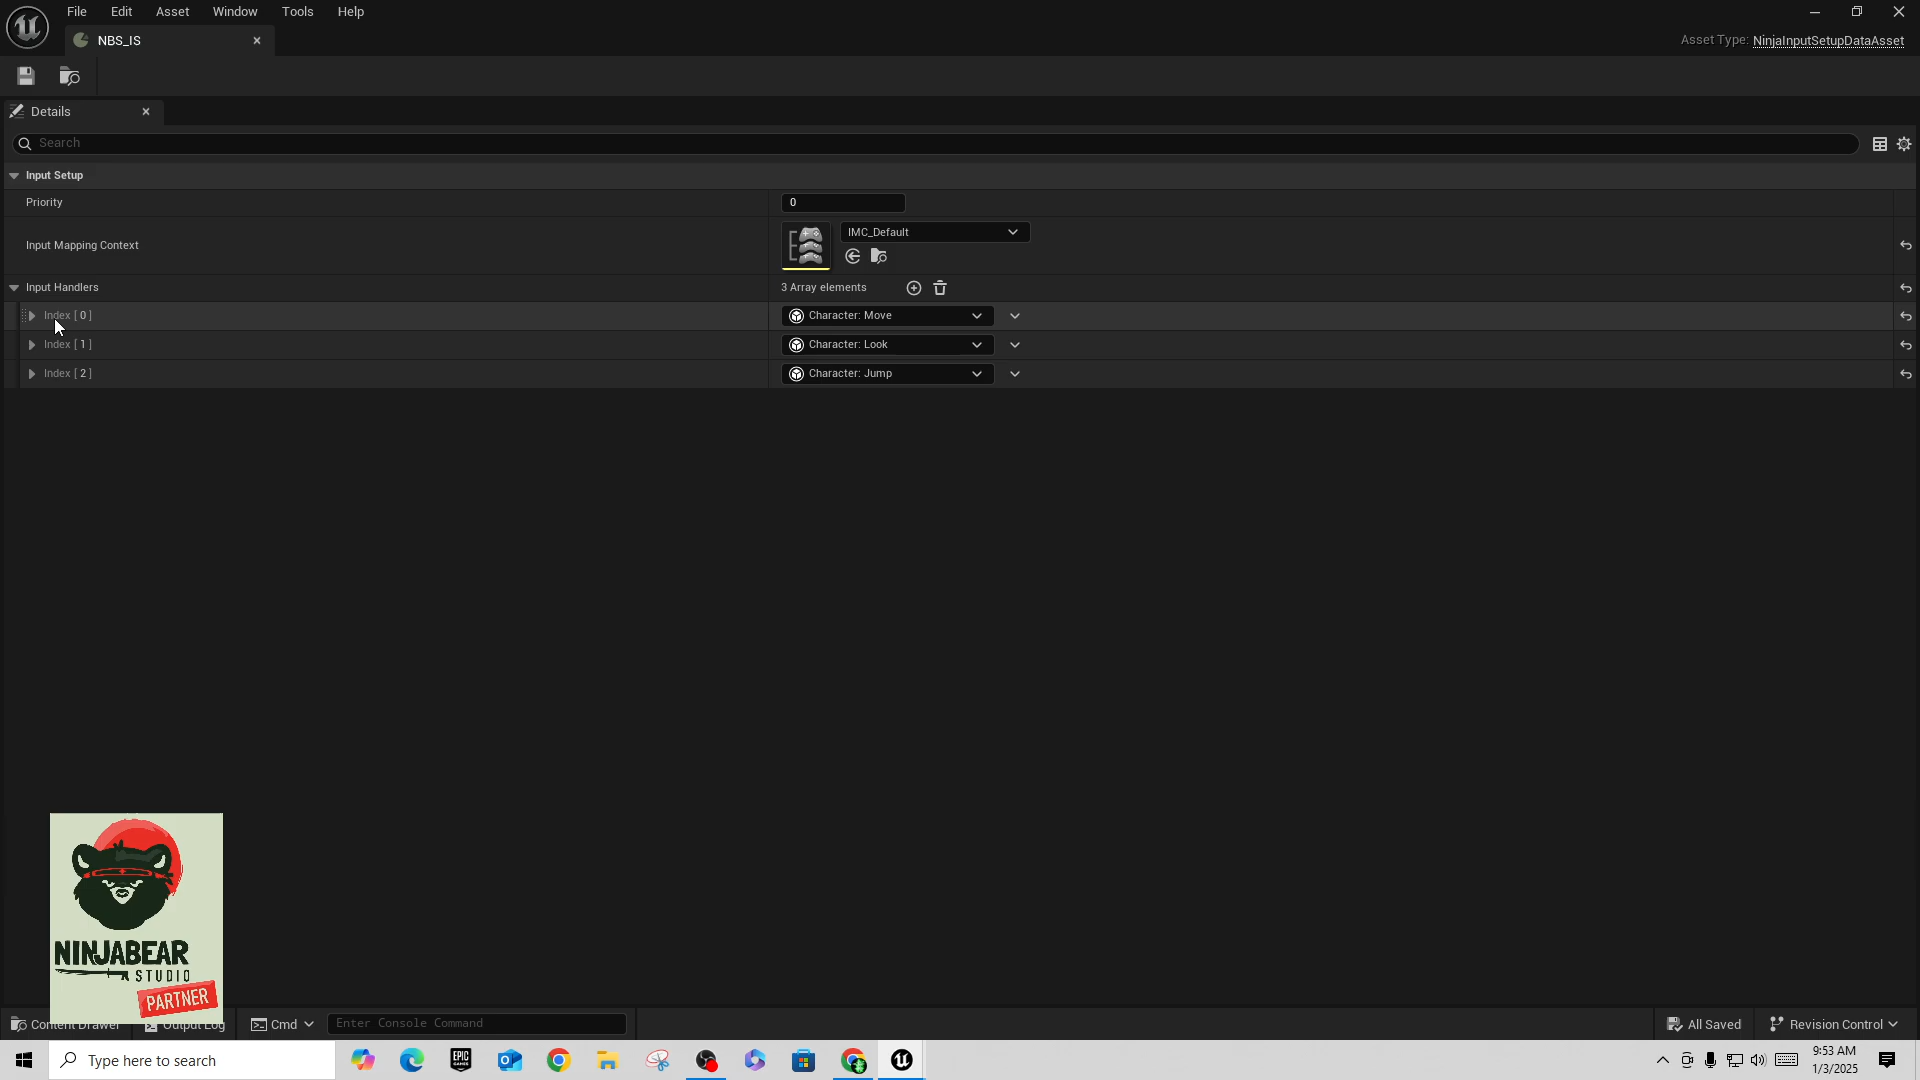 File Edit Asset Window Tools Help
NBS_IS
Asset Type: NinjaInputSetupDataAsset
Details
Search
Input Setup
Priority 0
Input Mapping Context IMC_Default
Input Handlers 3 Array elements
Index [ 0 ] Character: Move
Index [ 1 ] Character: Look
Index [ 2 ] Character: Jump
NINJABEAR
STUDIO
PARTNER
Content Drawer Output Log Cmd Enter Console Command All Saved Revision Control
Type here to search
EPIC GAMES
9:53 AM
1/3/2025